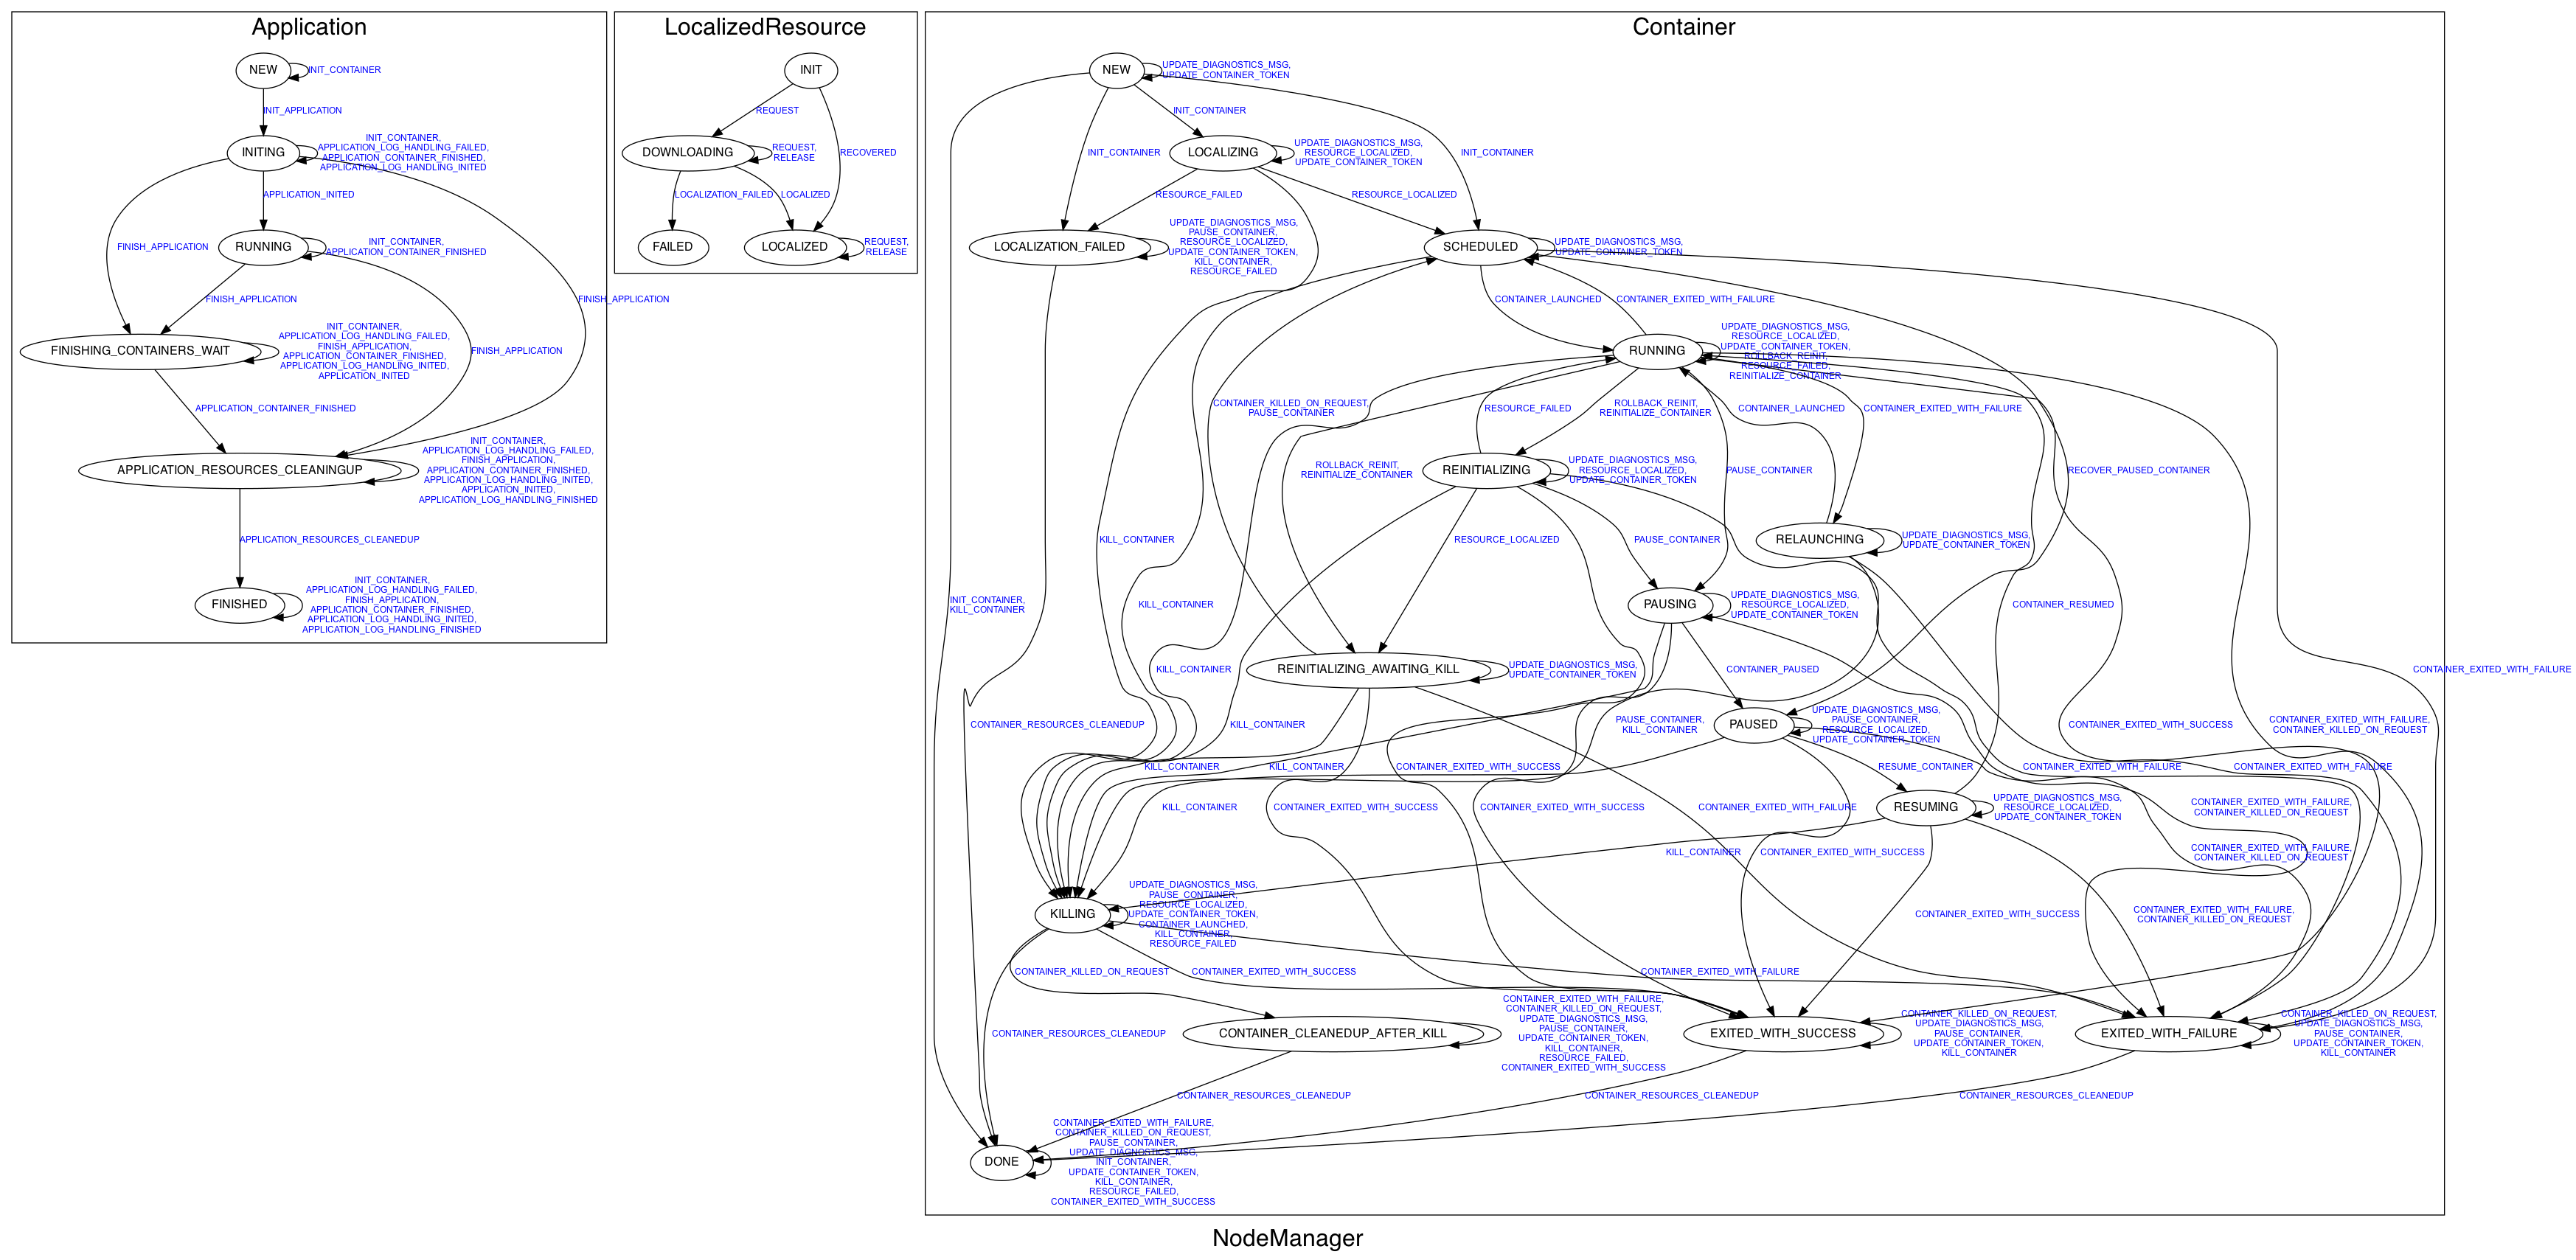 Application
NEW
INIT_CONTAINER
INIT_APPLICATION
INITING
INIT_CONTAINER,
APPLICATION_LOG_HANDLING_FAILED,
APPLICATION_CONTAINER_FINISHED,
APPLICATION_LOG_HANDLING_INITED
APPLICATION_INITED
FINISH_APPLICATION
RUNNING
INIT_CONTAINER,
APPLICATION_CONTAINER_FINISHED
FINISH_APPLICATION
FINISH_APPLICATION
FINISHING_CONTAINERS_WAIT
INIT_CONTAINER,
APPLICATION_LOG_HANDLING_FAILED,
FINISH_APPLICATION,
APPLICATION_CONTAINER_FINISHED,
APPLICATION_LOG_HANDLING_INITED,
APPLICATION_INITED
FINISH_APPLICATION
APPLICATION_CONTAINER_FINISHED
APPLICATION_RESOURCES_CLEANINGUP
INIT_CONTAINER,
APPLICATION_LOG_HANDLING_FAILED,
FINISH_APPLICATION,
APPLICATION_CONTAINER_FINISHED,
APPLICATION_LOG_HANDLING_INITED,
APPLICATION_INITED,
APPLICATION_LOG_HANDLING_FINISHED
APPLICATION_RESOURCES_CLEANEDUP
FINISHED
INIT_CONTAINER,
APPLICATION_LOG_HANDLING_FAILED,
FINISH_APPLICATION,
APPLICATION_CONTAINER_FINISHED,
APPLICATION_LOG_HANDLING_INITED,
APPLICATION_LOG_HANDLING_FINISHED
LocalizedResource
INIT
REQUEST
DOWNLOADING
REQUEST,
RELEASE
RECOVERED
LOCALIZATION_FAILED
LOCALIZED
FAILED
LOCALIZED
REQUEST,
RELEASE
Container
NEW
UPDATE_DIAGNOSTICS_MSG,
UPDATE_CONTAINER_TOKEN
INIT_CONTAINER
INIT_CONTAINER
LOCALIZING
UPDATE_DIAGNOSTICS_MSG,
RESOURCE_LOCALIZED,
UPDATE_CONTAINER_TOKEN
INIT_CONTAINER
RESOURCE_FAILED
RESOURCE_LOCALIZED
LOCALIZATION_FAILED
UPDATE_DIAGNOSTICS_MSG,
PAUSE_CONTAINER,
RESOURCE_LOCALIZED,
UPDATE_CONTAINER_TOKEN,
KILL_CONTAINER,
RESOURCE_FAILED
SCHEDULED
UPDATE_DIAGNOSTICS_MSG,
UPDATE_CONTAINER_TOKEN
CONTAINER_LAUNCHED
CONTAINER_EXITED_WITH_FAILURE
RUNNING
UPDATE_DIAGNOSTICS_MSG,
RESOURCE_LOCALIZED,
UPDATE_CONTAINER_TOKEN,
ROLLBACK_REINIT,
RESOURCE_FAILED,
REINITIALIZE_CONTAINER
CONTAINER_KILLED_ON_REQUEST,
PAUSE_CONTAINER
RESOURCE_FAILED
ROLLBACK_REINIT,
REINITIALIZE_CONTAINER
CONTAINER_LAUNCHED
CONTAINER_EXITED_WITH_FAILURE
ROLLBACK_REINIT,
REINITIALIZE_CONTAINER
REINITIALIZING
UPDATE_DIAGNOSTICS_MSG,
RESOURCE_LOCALIZED,
UPDATE_CONTAINER_TOKEN
PAUSE_CONTAINER
RECOVER_PAUSED_CONTAINER
KILL_CONTAINER
RESOURCE_LOCALIZED
PAUSE_CONTAINER
RELAUNCHING
UPDATE_DIAGNOSTICS_MSG,
UPDATE_CONTAINER_TOKEN
INIT_CONTAINER,
KILL_CONTAINER
KILL_CONTAINER
PAUSING
UPDATE_DIAGNOSTICS_MSG,
RESOURCE_LOCALIZED,
UPDATE_CONTAINER_TOKEN
CONTAINER_RESUMED
KILL_CONTAINER
REINITIALIZING_AWAITING_KILL
UPDATE_DIAGNOSTICS_MSG,
UPDATE_CONTAINER_TOKEN
CONTAINER_PAUSED
CONTAINER_EXITED_WITH_FAILURE
CONTAINER_RESOURCES_CLEANEDUP
KILL_CONTAINER
PAUSE_CONTAINER,
KILL_CONTAINER
PAUSED
UPDATE_DIAGNOSTICS_MSG,
PAUSE_CONTAINER,
RESOURCE_LOCALIZED,
UPDATE_CONTAINER_TOKEN
CONTAINER_EXITED_WITH_SUCCESS
CONTAINER_EXITED_WITH_FAILURE,
CONTAINER_KILLED_ON_REQUEST
KILL_CONTAINER
KILL_CONTAINER
CONTAINER_EXITED_WITH_SUCCESS
RESUME_CONTAINER
CONTAINER_EXITED_WITH_FAILURE
CONTAINER_EXITED_WITH_FAILURE
KILL_CONTAINER
CONTAINER_EXITED_WITH_SUCCESS
CONTAINER_EXITED_WITH_SUCCESS
CONTAINER_EXITED_WITH_FAILURE
RESUMING
UPDATE_DIAGNOSTICS_MSG,
RESOURCE_LOCALIZED,
UPDATE_CONTAINER_TOKEN
CONTAINER_EXITED_WITH_FAILURE,
CONTAINER_KILLED_ON_REQUEST
KILL_CONTAINER
CONTAINER_EXITED_WITH_SUCCESS
CONTAINER_EXITED_WITH_FAILURE,
CONTAINER_KILLED_ON_REQUEST
KILLING
UPDATE_DIAGNOSTICS_MSG,
PAUSE_CONTAINER,
RESOURCE_LOCALIZED,
UPDATE_CONTAINER_TOKEN,
CONTAINER_LAUNCHED,
KILL_CONTAINER,
RESOURCE_FAILED
CONTAINER_EXITED_WITH_SUCCESS
CONTAINER_EXITED_WITH_FAILURE,
CONTAINER_KILLED_ON_REQUEST
CONTAINER_KILLED_ON_REQUEST
CONTAINER_EXITED_WITH_SUCCESS
CONTAINER_EXITED_WITH_FAILURE
CONTAINER_RESOURCES_CLEANEDUP
CONTAINER_CLEANEDUP_AFTER_KILL
CONTAINER_EXITED_WITH_FAILURE,
CONTAINER_KILLED_ON_REQUEST,
UPDATE_DIAGNOSTICS_MSG,
PAUSE_CONTAINER,
UPDATE_CONTAINER_TOKEN,
KILL_CONTAINER,
RESOURCE_FAILED,
CONTAINER_EXITED_WITH_SUCCESS
EXITED_WITH_SUCCESS
CONTAINER_KILLED_ON_REQUEST,
UPDATE_DIAGNOSTICS_MSG,
PAUSE_CONTAINER,
UPDATE_CONTAINER_TOKEN,
KILL_CONTAINER
EXITED_WITH_FAILURE
CONTAINER_KILLED_ON_REQUEST,
UPDATE_DIAGNOSTICS_MSG,
PAUSE_CONTAINER,
UPDATE_CONTAINER_TOKEN,
KILL_CONTAINER
CONTAINER_RESOURCES_CLEANEDUP
CONTAINER_RESOURCES_CLEANEDUP
CONTAINER_RESOURCES_CLEANEDUP
DONE
CONTAINER_EXITED_WITH_FAILURE,
CONTAINER_KILLED_ON_REQUEST,
PAUSE_CONTAINER,
UPDATE_DIAGNOSTICS_MSG,
INIT_CONTAINER,
UPDATE_CONTAINER_TOKEN,
KILL_CONTAINER,
RESOURCE_FAILED,
CONTAINER_EXITED_WITH_SUCCESS
NodeManager